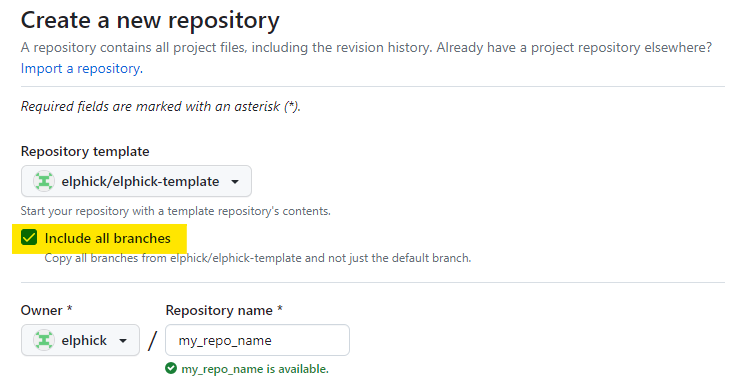 Create a new repository
A repository contains all project files, including the revision history. Already have a project repository elsewhere?
Import a repository.
Required fields are marked with an asterisk (*).
Repository template
elphick/elphick-template
Start your repository with a template repository's contents.
Include all branches
Copy all branches from elphick/elphick-template and not just the default branch.
Owner * Repository name *
elphick / my_repo_name
my_repo_name is available.